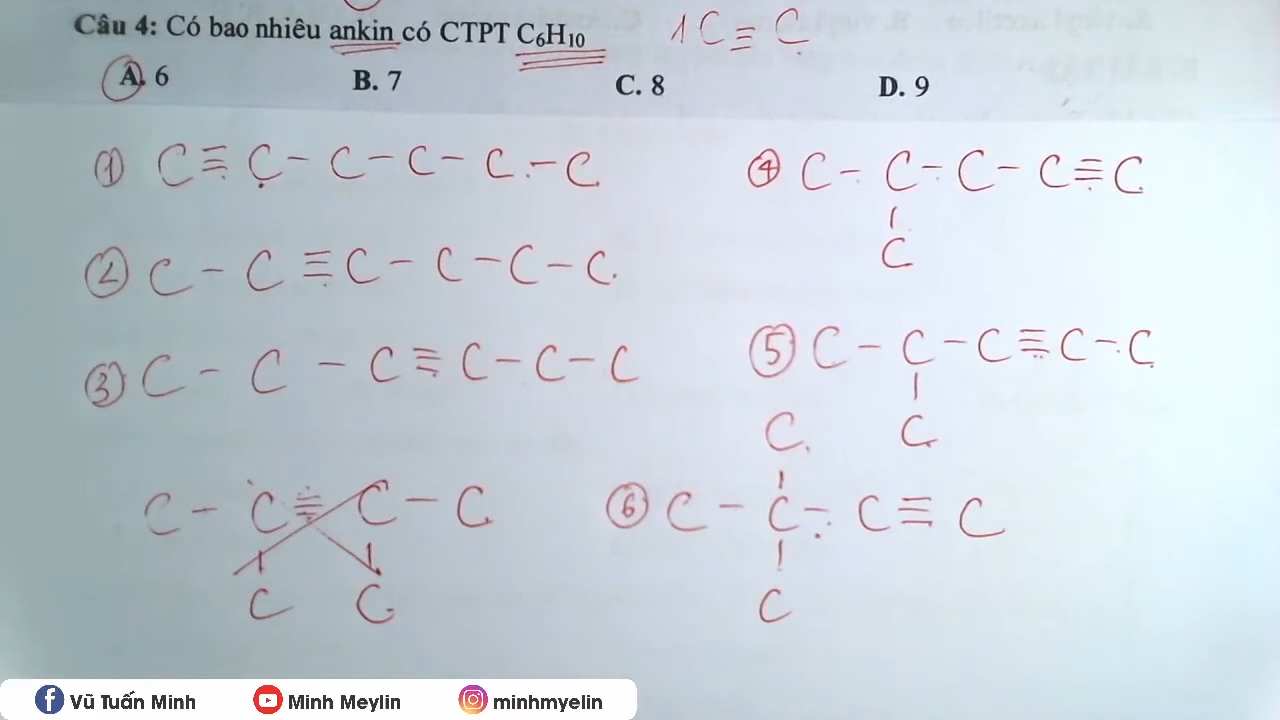 Câu 4: Có bao nhiêu ankin có CTPT C₆H₁₀ 1 C ≡ C
A. 6 B. 7 C. 8 D. 9
① C ≡ C - C - C - C - C
④ C - C - C - C ≡ C
C
② C - C ≡ C - C - C - C
③ C - C - C ≡ C - C - C
⑤ C - C - C ≡ C - C
C
C - C ≡ C - C
C C
C
⑥ C - C - C ≡ C
C
Vũ Tuấn Minh Minh Meylin minhmyelin